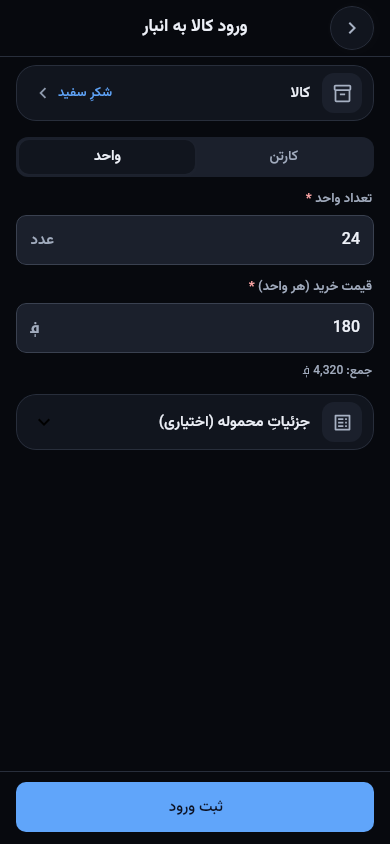 ورود کالا به انبار
کالا
شکرِ سفید
کارتن
واحد
تعداد واحد *
24
عدد
قیمت خرید (هر واحد) *
180
؋
جمع: 4,320 ؋
جزئیاتِ محموله (اختیاری)
ثبت ورود